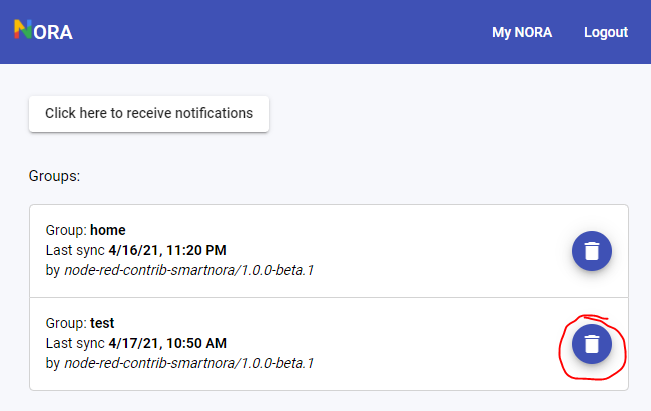 NORA
My NORA
Logout
Click here to receive notifications
Groups:
Group: home
Last sync 4/16/21, 11:20 PM
by node-red-contrib-smartnora/1.0.0-beta.1
Group: test
Last sync 4/17/21, 10:50 AM
by node-red-contrib-smartnora/1.0.0-beta.1